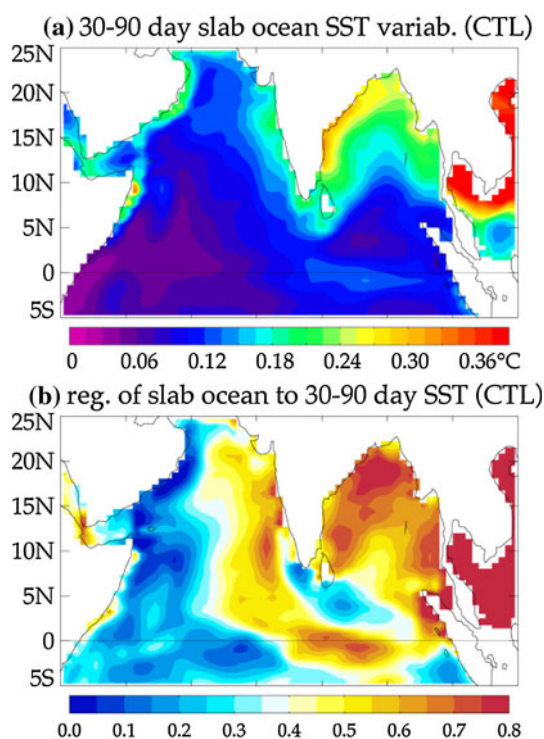 (a) 30-90 day slab ocean SST variab. (CTL)
25N
20N
15N
10N
5N
0
5S
0 0.06 0.12 0.18 0.24 0.30 0.36°C
(b) reg. of slab ocean to 30-90 day SST (CTL)
25N
20N
15N
10N
5N
0
5S
0.0 0.1 0.2 0.3 0.4 0.5 0.6 0.7 0.8